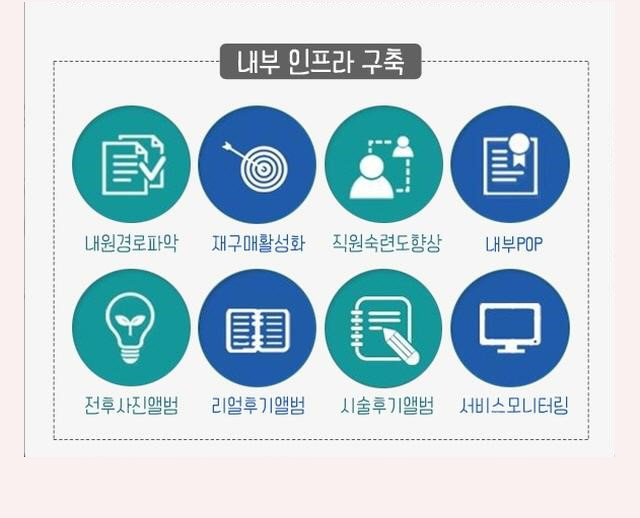 내부 인프라 구축
내원경로파악
재구매활성화
직원숙련도향상
내부POP
전후사진앨범
리얼후기앨범
시술후기앨범
서비스모니터링